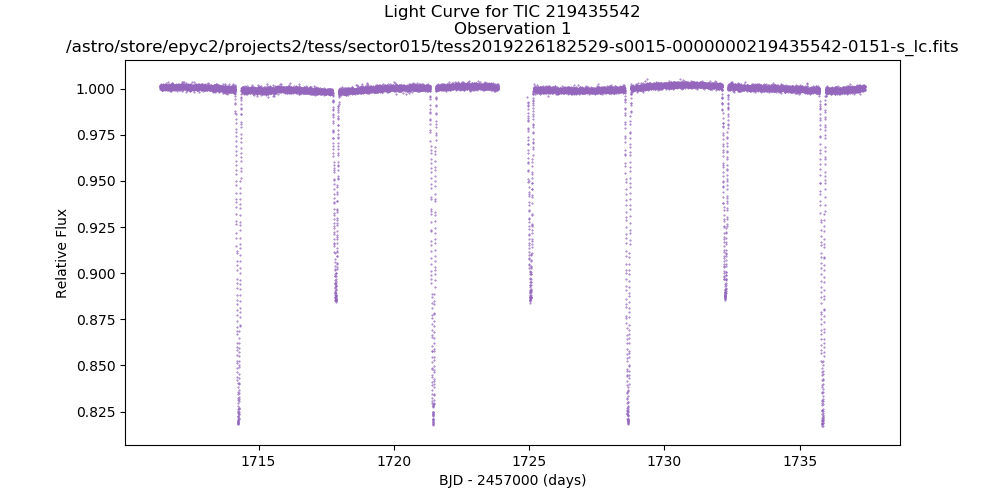 Light Curve for TIC 219435542
Observation 1
/astro/store/epyc2/projects2/tess/sector015/tess2019226182529-s0015-0000000219435542-0151-s_lc.fits
Relative Flux
1.000
0.975
0.950
0.925
0.900
0.875
0.850
0.825
1715
1720
1725
1730
1735
BJD - 2457000 (days)